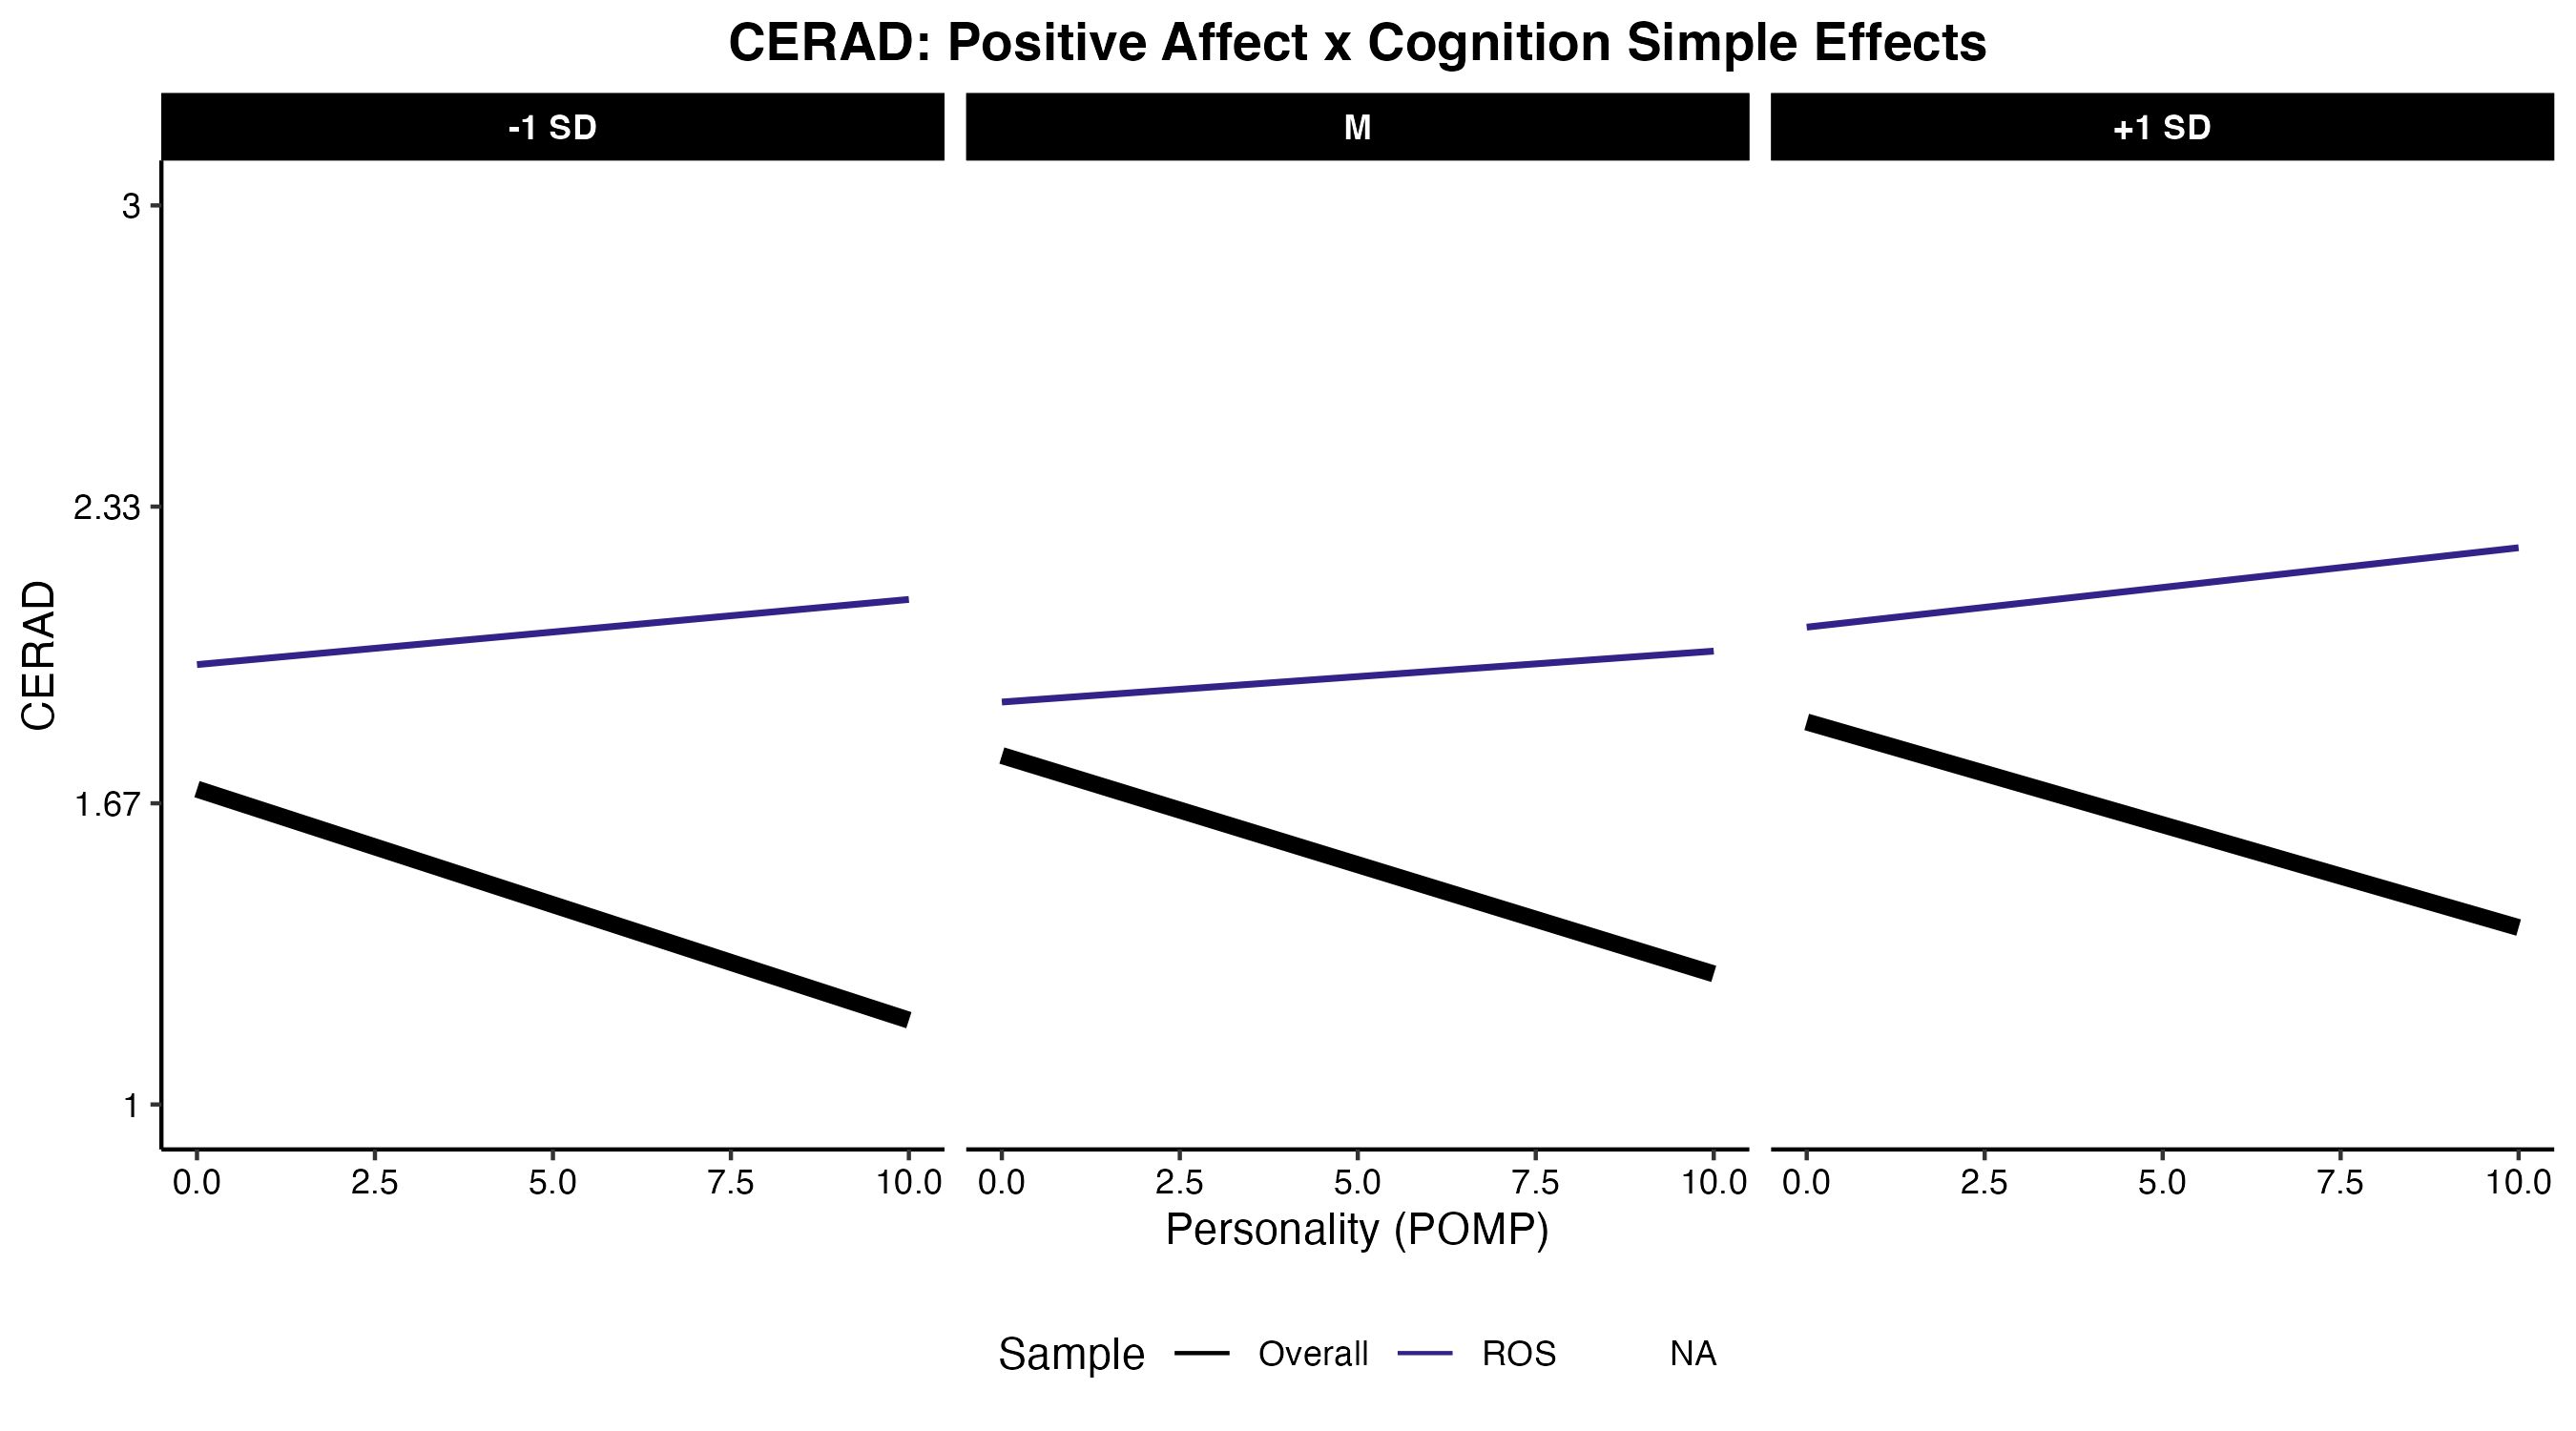 CERAD: Positive Affect x Cognition Simple Effects
-1 SD M +1 SD
3
2.33
1.67
1
CERAD
0.0 2.5 5.0 7.5 10.0 0.0 2.5 5.0 7.5 10.0 0.0 2.5 5.0 7.5 10.0
Personality (POMP)
Sample Overall ROS NA